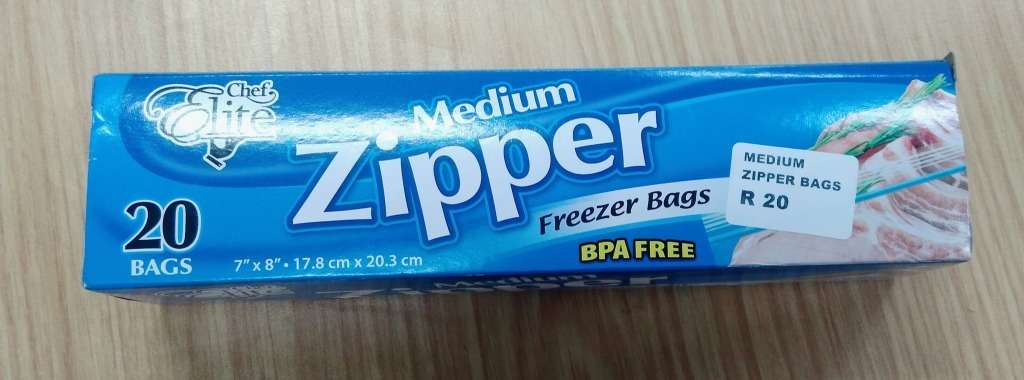 Chef
Elite
Medium
Zipper
Freezer Bags
BPA FREE
20
BAGS
7" x 8" • 17.8 cm x 20.3 cm
MEDIUM
ZIPPER BAGS
R 20
Medium
Zipper